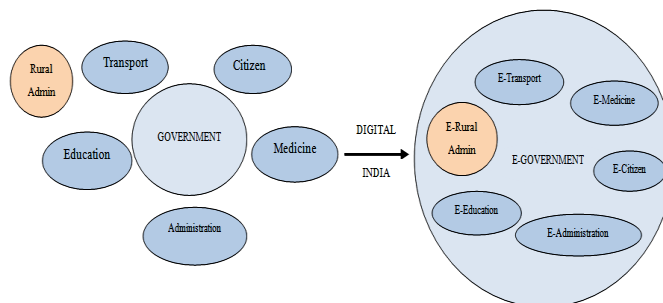 Rural
Admin
Transport
Citizen
GOVERNMENT
Education
Medicine
Administration
DIGITAL
INDIA
E-Transport
E-Medicine
E-Rural
Admin
E-GOVERNMENT
E-Citizen
E-Education
E-Administration